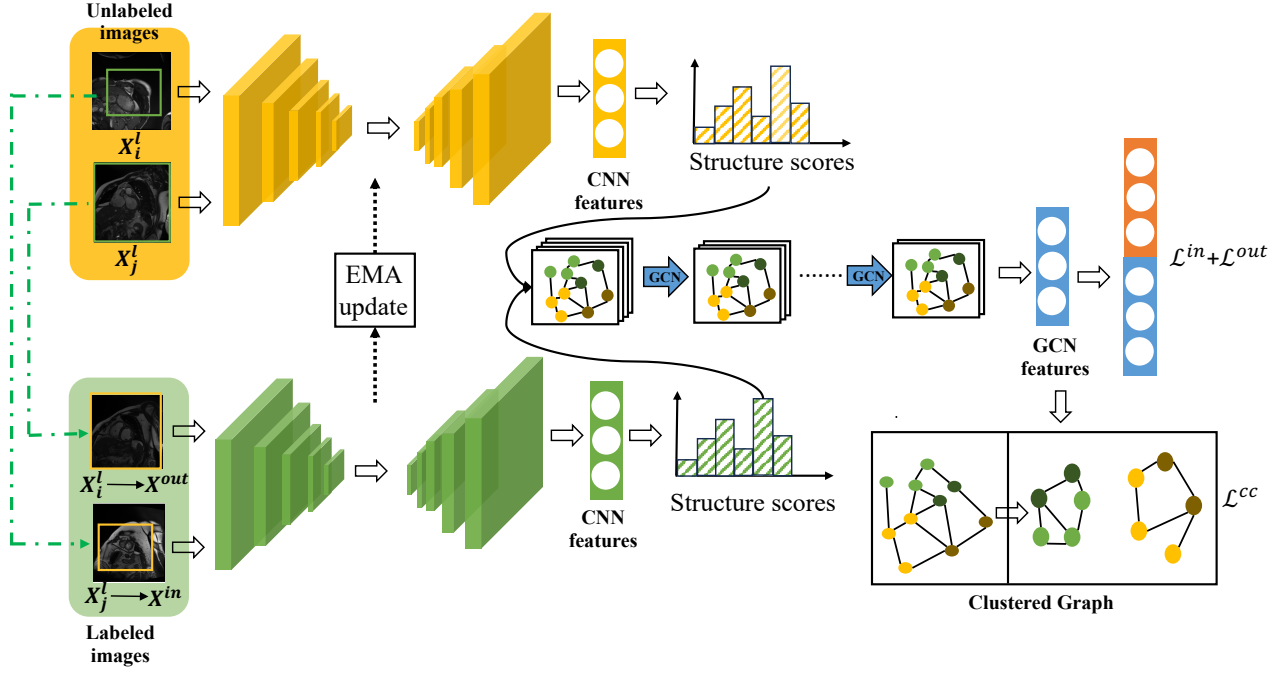 Unlabeled
images
X_i^l
X_j^l
CNN
features
Structure scores
EMA
update
GCN
.......
GCN
GCN
features
ℒ^in+ℒ^out
X_i^l → X^out
X_j^l → X^in
Labeled
images
CNN
features
Structure scores
.
ℒ^cc
Clustered Graph